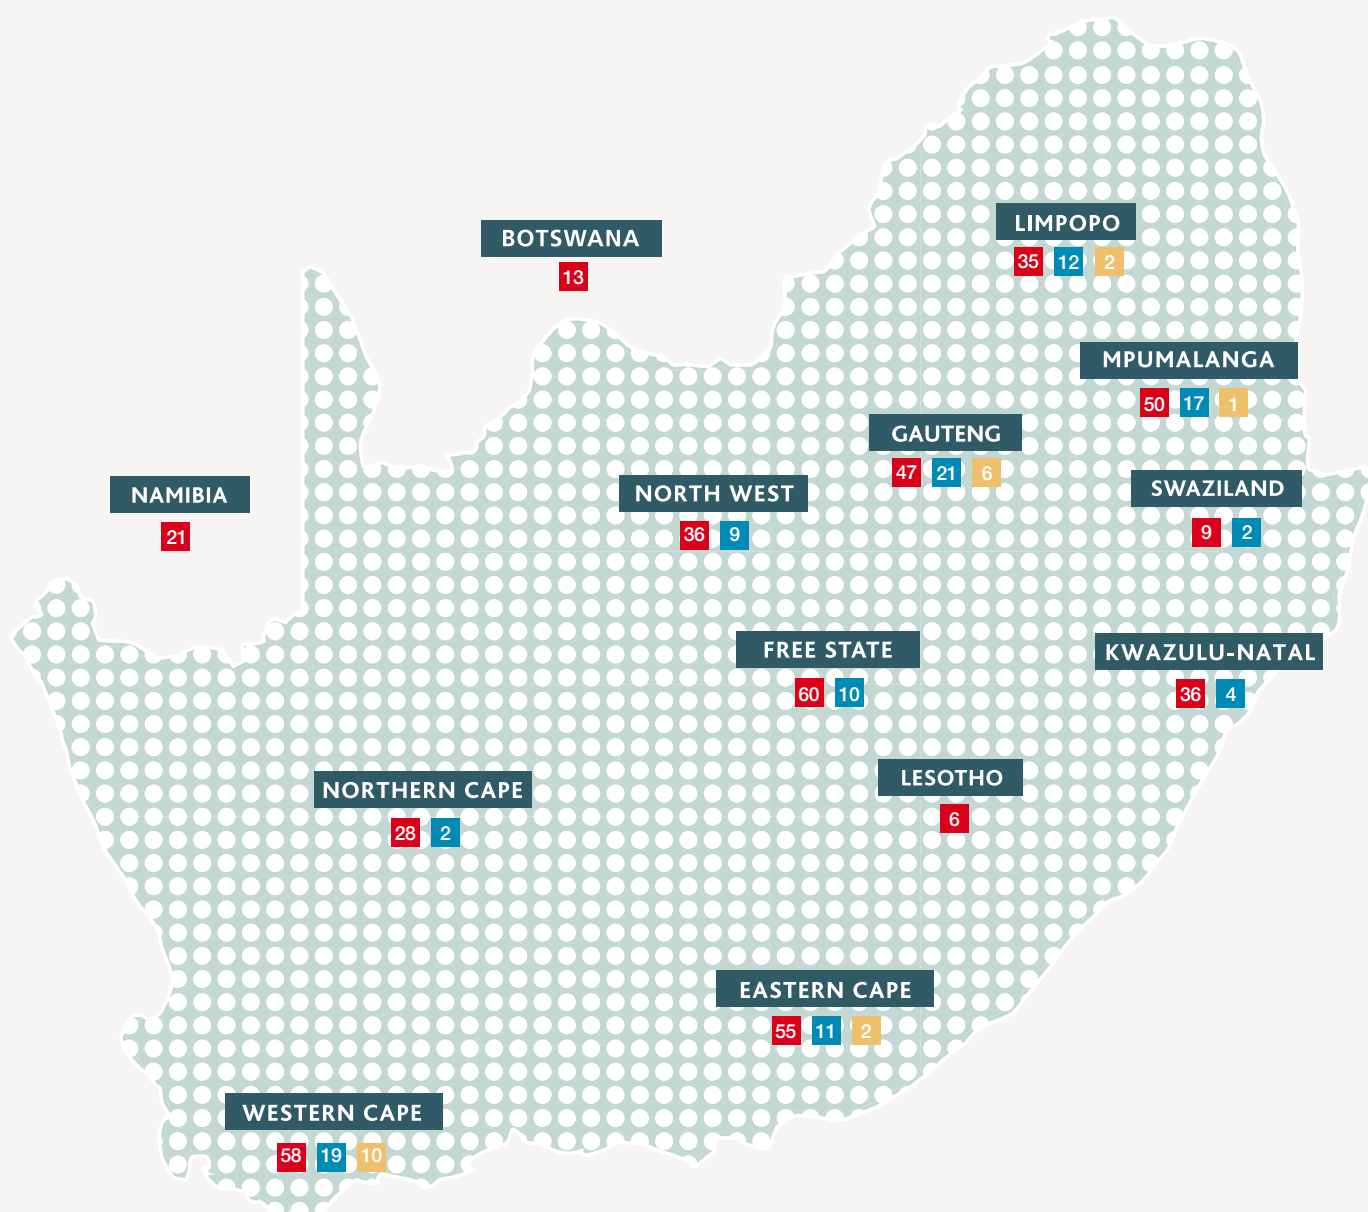 BOTSWANA
13
LIMPOPO
35 12 2
MPUMALANGA
50 17 1
GAUTENG
47 21 6
NAMIBIA
21
NORTH WEST
36 9
SWAZILAND
9 2
FREE STATE
60 10
KWAZULU-NATAL
36 4
NORTHERN CAPE
28 2
LESOTHO
6
EASTERN CAPE
55 11 2
WESTERN CAPE
58 19 10